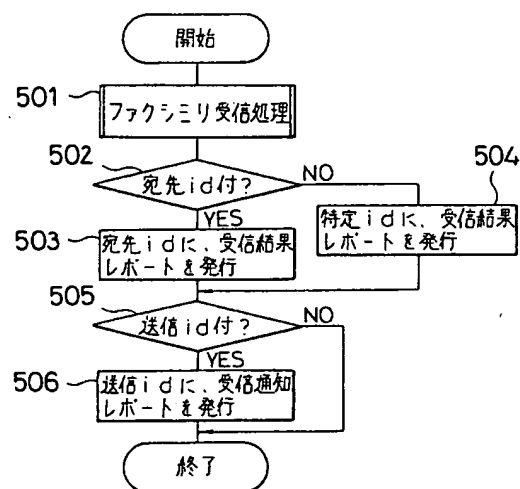 開始
501
ファクシミリ受信処理
502
宛先id付?
NO
504
YES
特定idに、受信結果
レポートを発行
503
宛先idに、受信結果
レポートを発行
505
送信id付?
NO
YES
506
送信idに、受信通知
レポートを発行
終了